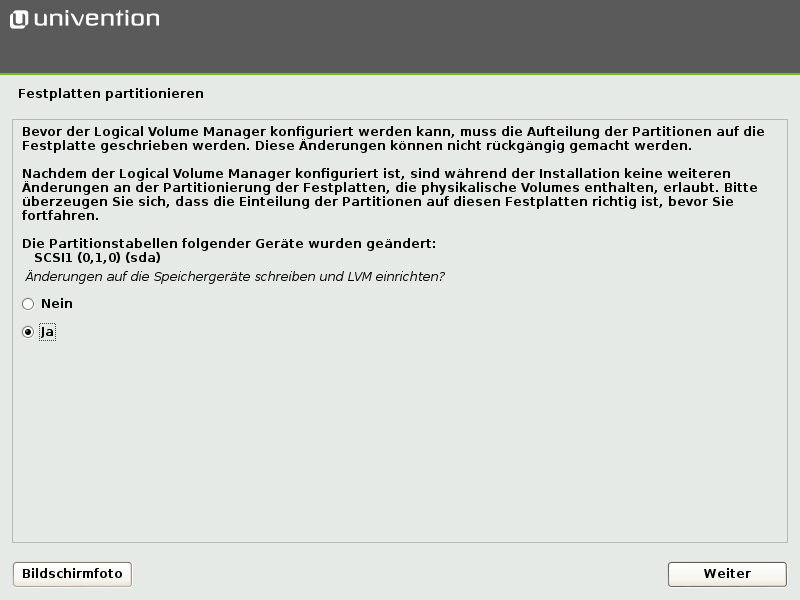 univention
Festplatten partitionieren
Bevor der Logical Volume Manager konfiguriert werden kann, muss die Aufteilung der Partitionen auf die
Festplatte geschrieben werden. Diese Änderungen können nicht rückgängig gemacht werden.
Nachdem der Logical Volume Manager konfiguriert ist, sind während der Installation keine weiteren
Änderungen an der Partitionierung der Festplatten, die physikalische Volumes enthalten, erlaubt. Bitte
überzeugen Sie sich, dass die Einteilung der Partitionen auf diesen Festplatten richtig ist, bevor Sie
fortfahren.
Die Partitionstabellen folgender Geräte wurden geändert:
SCSI1 (0,1,0) (sda)
Änderungen auf die Speichergeräte schreiben und LVM einrichten?
Nein
Ja
Bildschirmfoto
Weiter